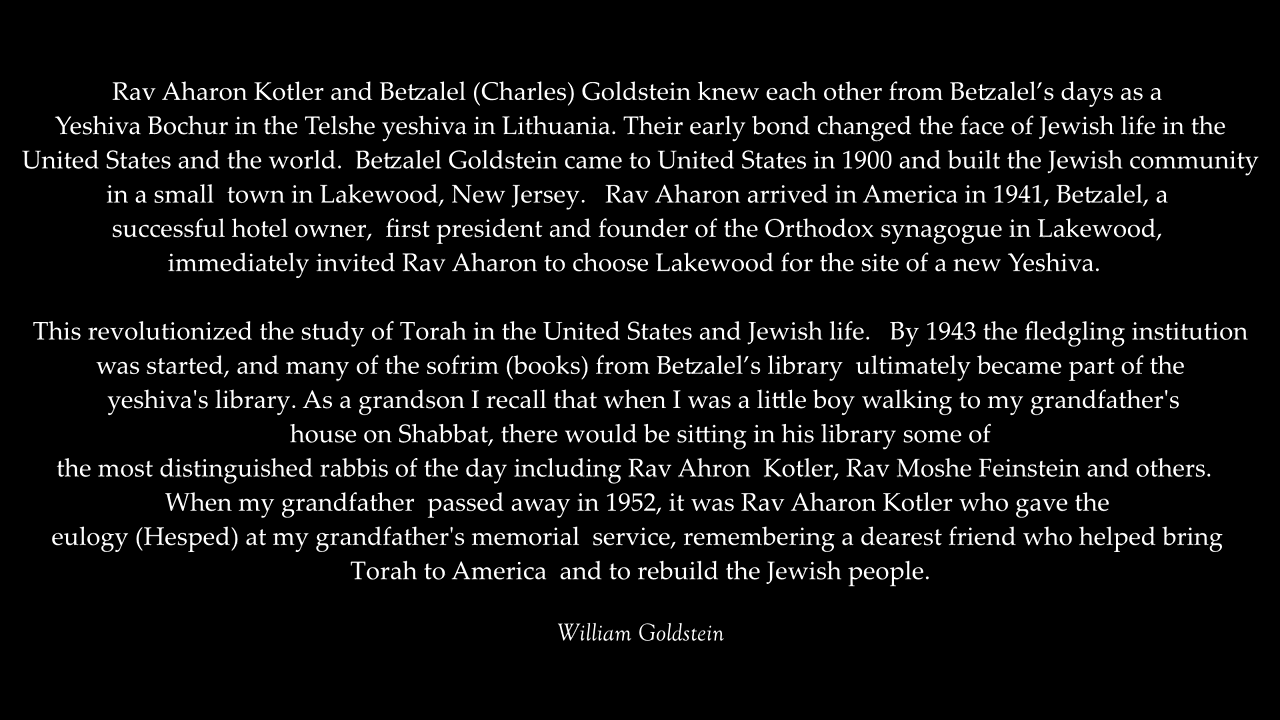 Rav Aharon Kotler and Betzalel (Charles) Goldstein knew each other from Betzalel’s days as a
Yeshiva Bochur in the Telshe yeshiva in Lithuania. Their early bond changed the face of Jewish life in the
United States and the world.  Betzalel Goldstein came to United States in 1900 and built the Jewish community
in a small  town in Lakewood, New Jersey.   Rav Aharon arrived in America in 1941, Betzalel, a
successful hotel owner,  first president and founder of the Orthodox synagogue in Lakewood,
immediately invited Rav Aharon to choose Lakewood for the site of a new Yeshiva.

This revolutionized the study of Torah in the United States and Jewish life.   By 1943 the fledgling institution
was started, and many of the sofrim (books) from Betzalel’s library  ultimately became part of the
yeshiva's library. As a grandson I recall that when I was a little boy walking to my grandfather's
house on Shabbat, there would be sitting in his library some of
the most distinguished rabbis of the day including Rav Ahron  Kotler, Rav Moshe Feinstein and others.
When my grandfather  passed away in 1952, it was Rav Aharon Kotler who gave the
eulogy (Hesped) at my grandfather's memorial  service, remembering a dearest friend who helped bring
Torah to America  and to rebuild the Jewish people.

William Goldstein